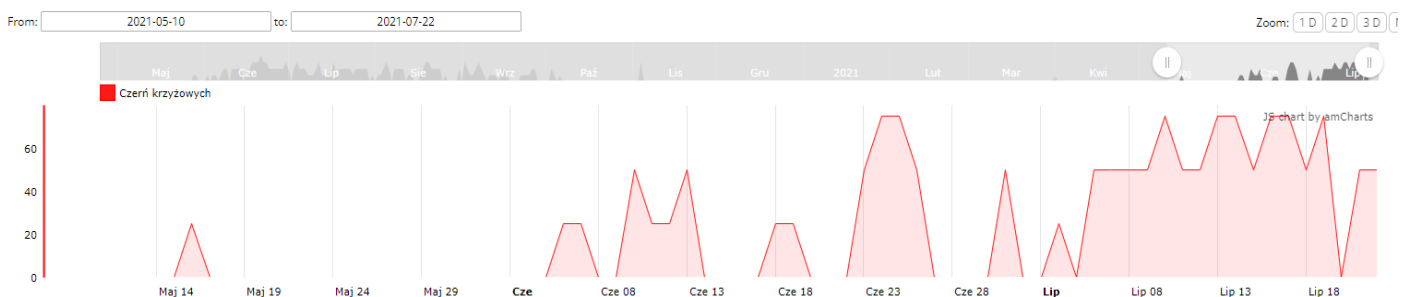 From: 2021-05-10 to: 2021-07-22 Zoom: 1 D 2 D 3 D
Maj Cze Lip Sie Wrz Paź Lis Gru 2021 Lut Mar Kwi Cze Lip
Czerń krzyżowych
JS chart by amCharts
60
40
20
0
Maj 14 Maj 19 Maj 24 Maj 29 Cze Cze 08 Cze 13 Cze 18 Cze 23 Cze 28 Lip Lip 08 Lip 13 Lip 18